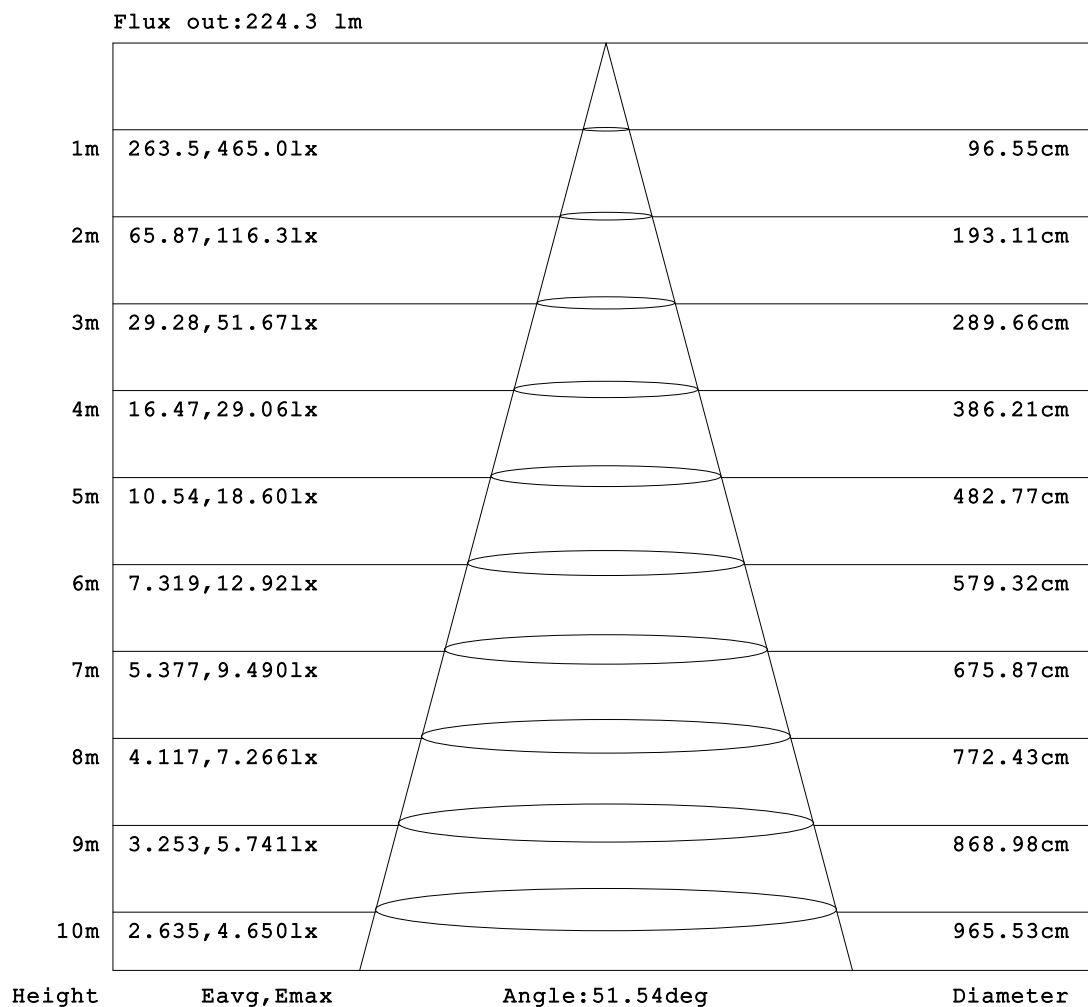 Flux out:224.3 lm
1m 263.5,465.0lx 96.55cm
2m 65.87,116.3lx 193.11cm
3m 29.28,51.67lx 289.66cm
4m 16.47,29.06lx 386.21cm
5m 10.54,18.60lx 482.77cm
6m 7.319,12.92lx 579.32cm
7m 5.377,9.490lx 675.87cm
8m 4.117,7.266lx 772.43cm
9m 3.253,5.741lx 868.98cm
10m 2.635,4.650lx 965.53cm
Height Eavg,Emax Angle:51.54deg Diameter